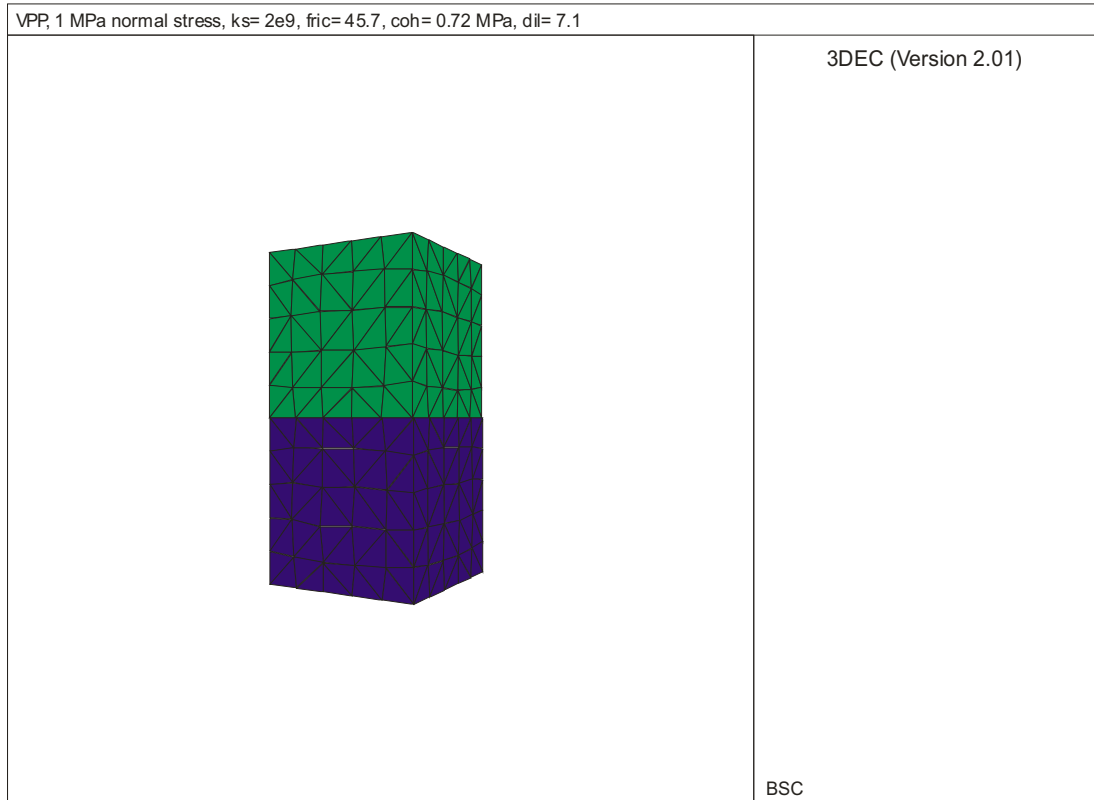 VPP, 1 MPa normal stress, ks= 2e9, fric= 45.7, coh= 0.72 MPa, dil= 7.1
3DEC (Version 2.01)
BSC